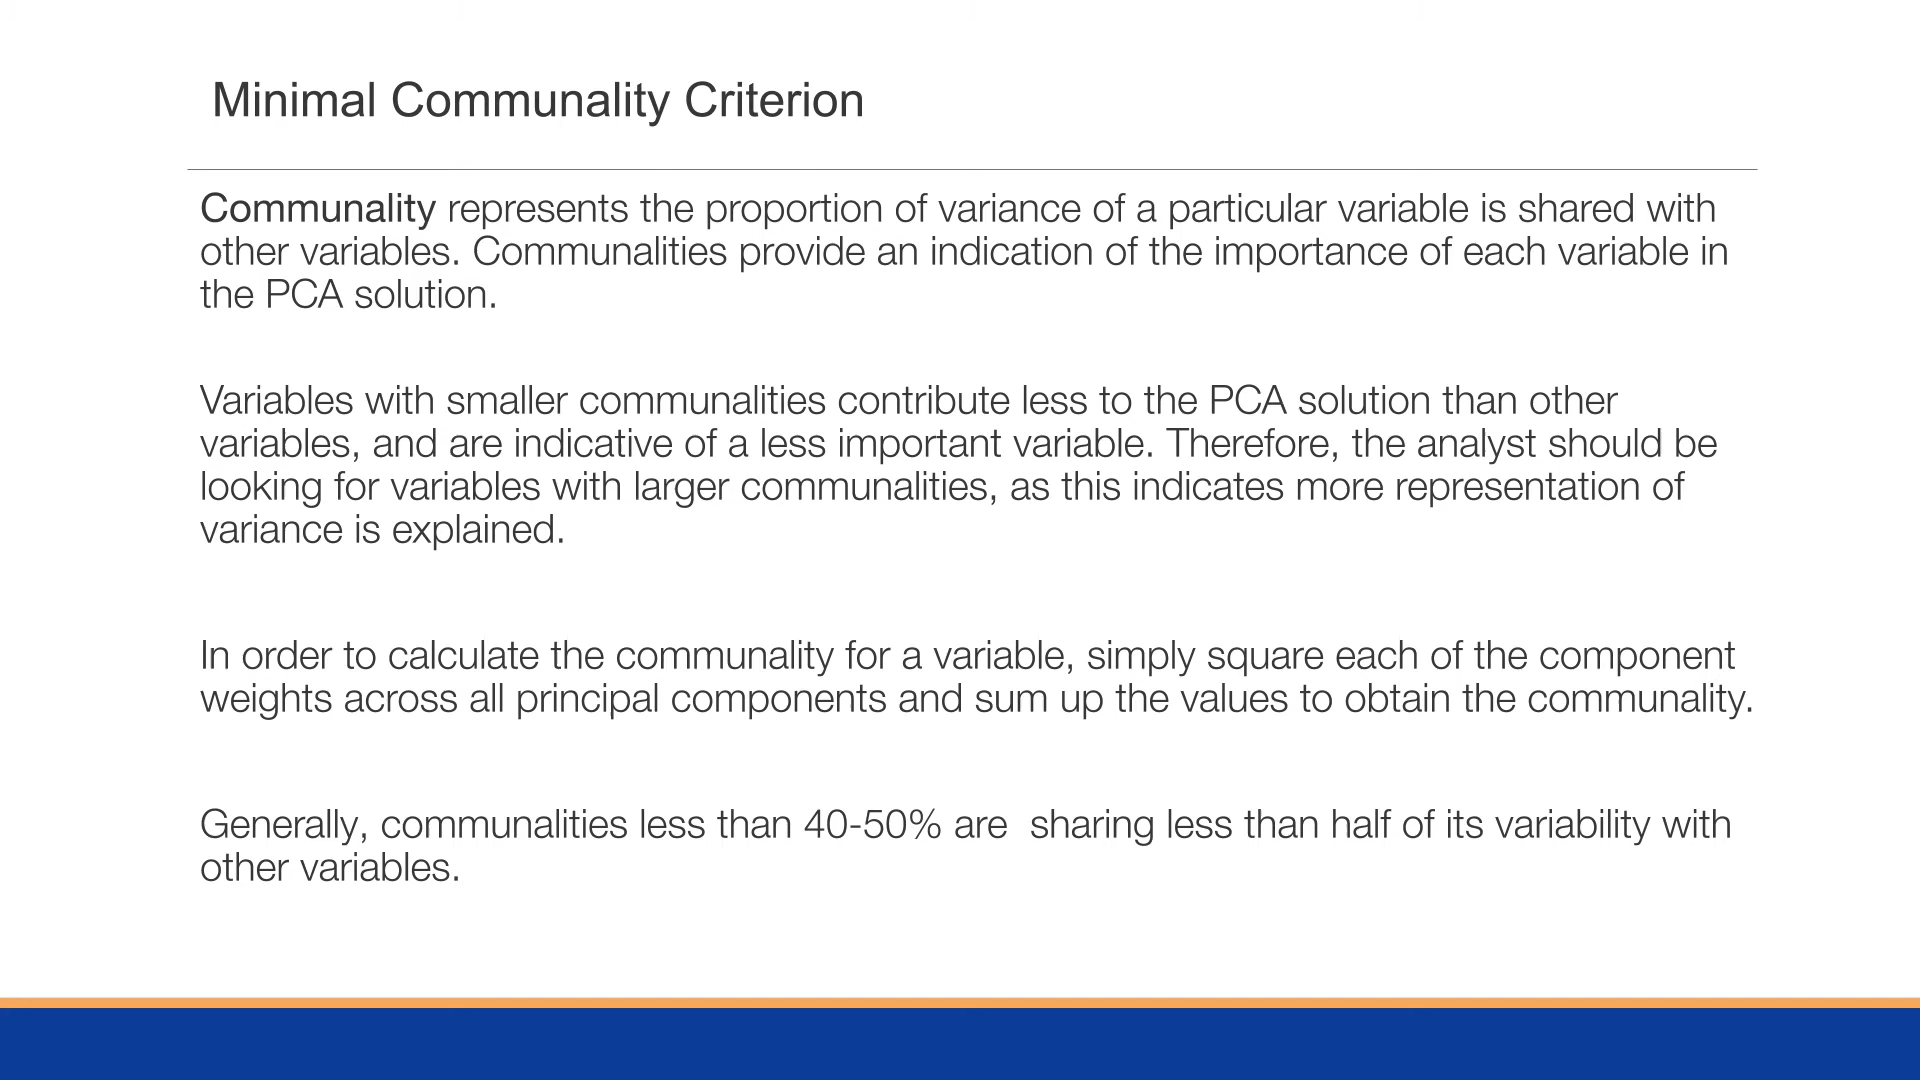 Minimal Communality Criterion
Communality represents the proportion of variance of a particular variable is shared with
other variables. Communalities provide an indication of the importance of each variable in
the PCA solution.
Variables with smaller communalities contribute less to the PCA solution than other
variables, and are indicative of a less important variable. Therefore, the analyst should be
looking for variables with larger communalities, as this indicates more representation of
variance is explained.
In order to calculate the communality for a variable, simply square each of the component
weights across all principal components and sum up the values to obtain the communality.
Generally, communalities less than 40-50% are  sharing less than half of its variability with
other variables.